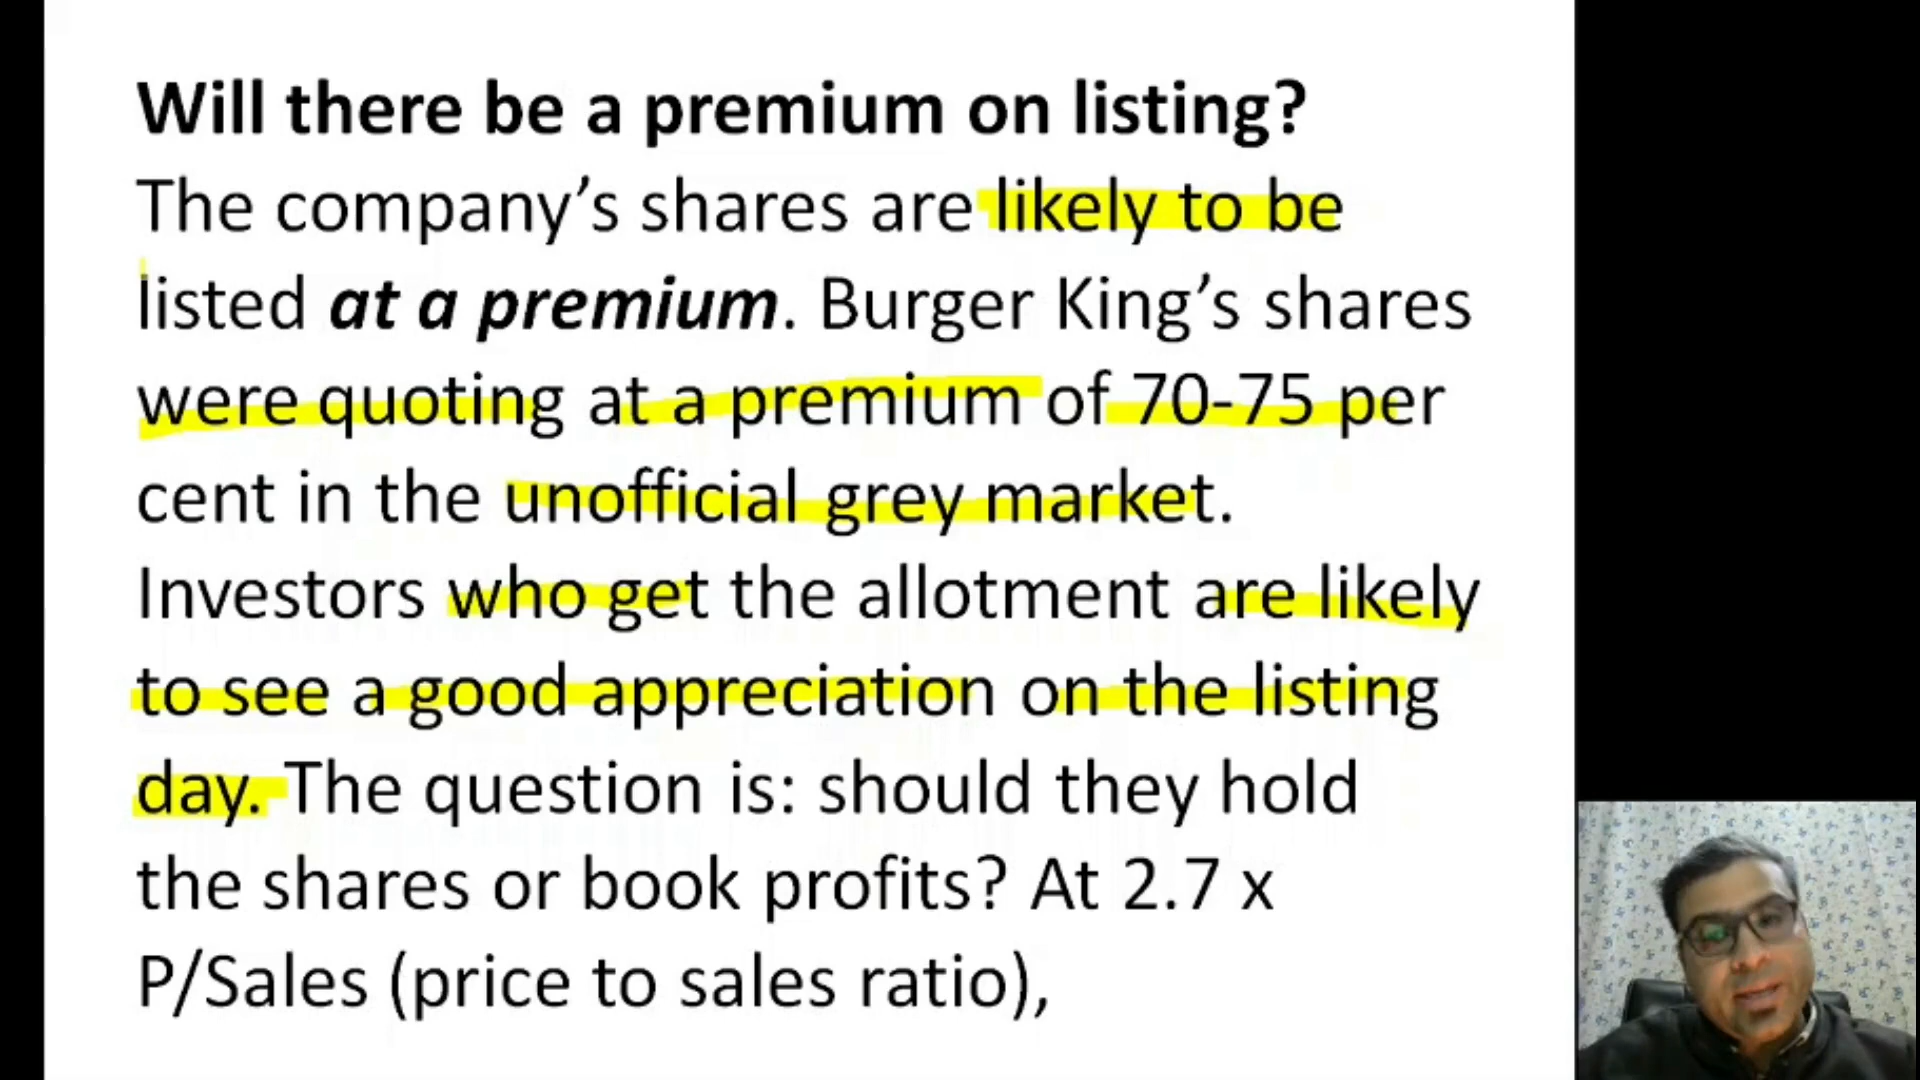 Will there be a premium on listing?
The company’s shares are likely to be
listed at a premium. Burger King’s shares
were quoting at a premium of 70-75 per
cent in the unofficial grey market.
Investors who get the allotment are likely
to see a good appreciation on the listing
day. The question is: should they hold
the shares or book profits? At 2.7 x
P/Sales (price to sales ratio),